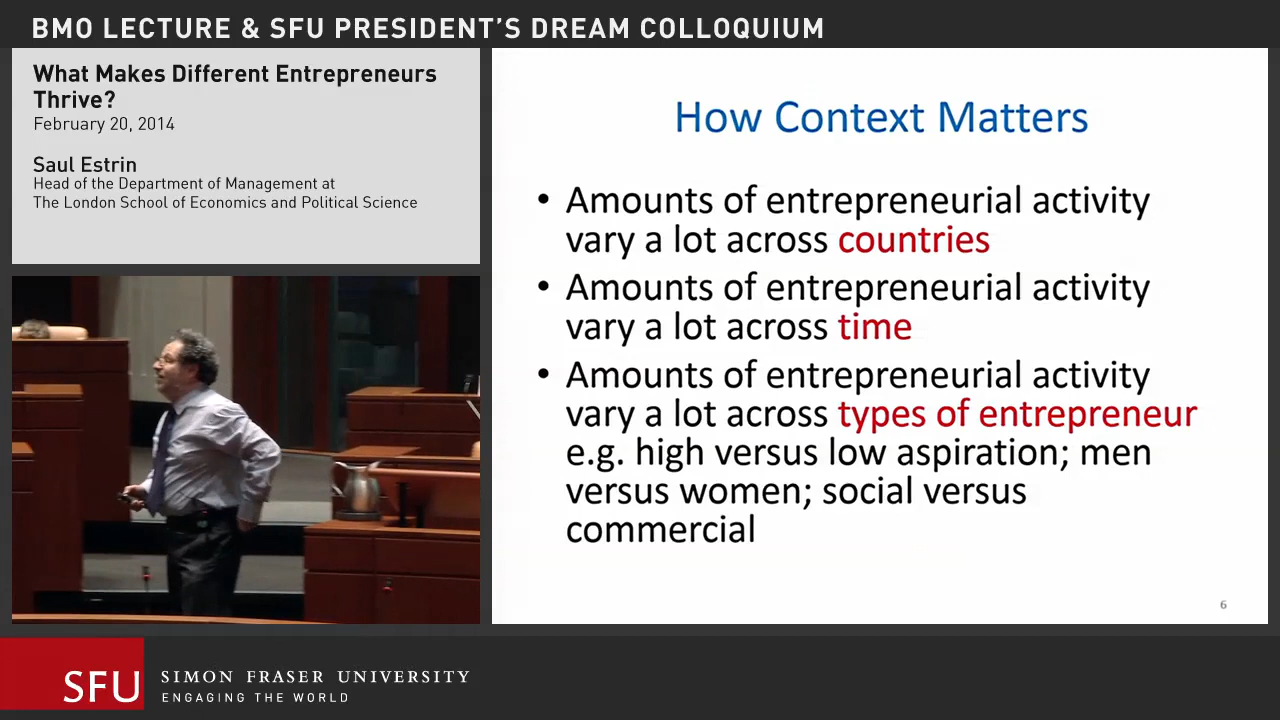 BMO LECTURE & SFU PRESIDENT'S DREAM COLLOQUIUM
What Makes Different Entrepreneurs
Thrive?
February 20, 2014
Saul Estrin
Head of the Department of Management at
The London School of Economics and Political Science
How Context Matters
• Amounts of entrepreneurial activity
vary a lot across countries
• Amounts of entrepreneurial activity
vary a lot across time
• Amounts of entrepreneurial activity
vary a lot across types of entrepreneur
e.g. high versus low aspiration; men
versus women; social versus
commercial
6
SFU
SIMON FRASER UNIVERSITY
ENGAGING THE WORLD